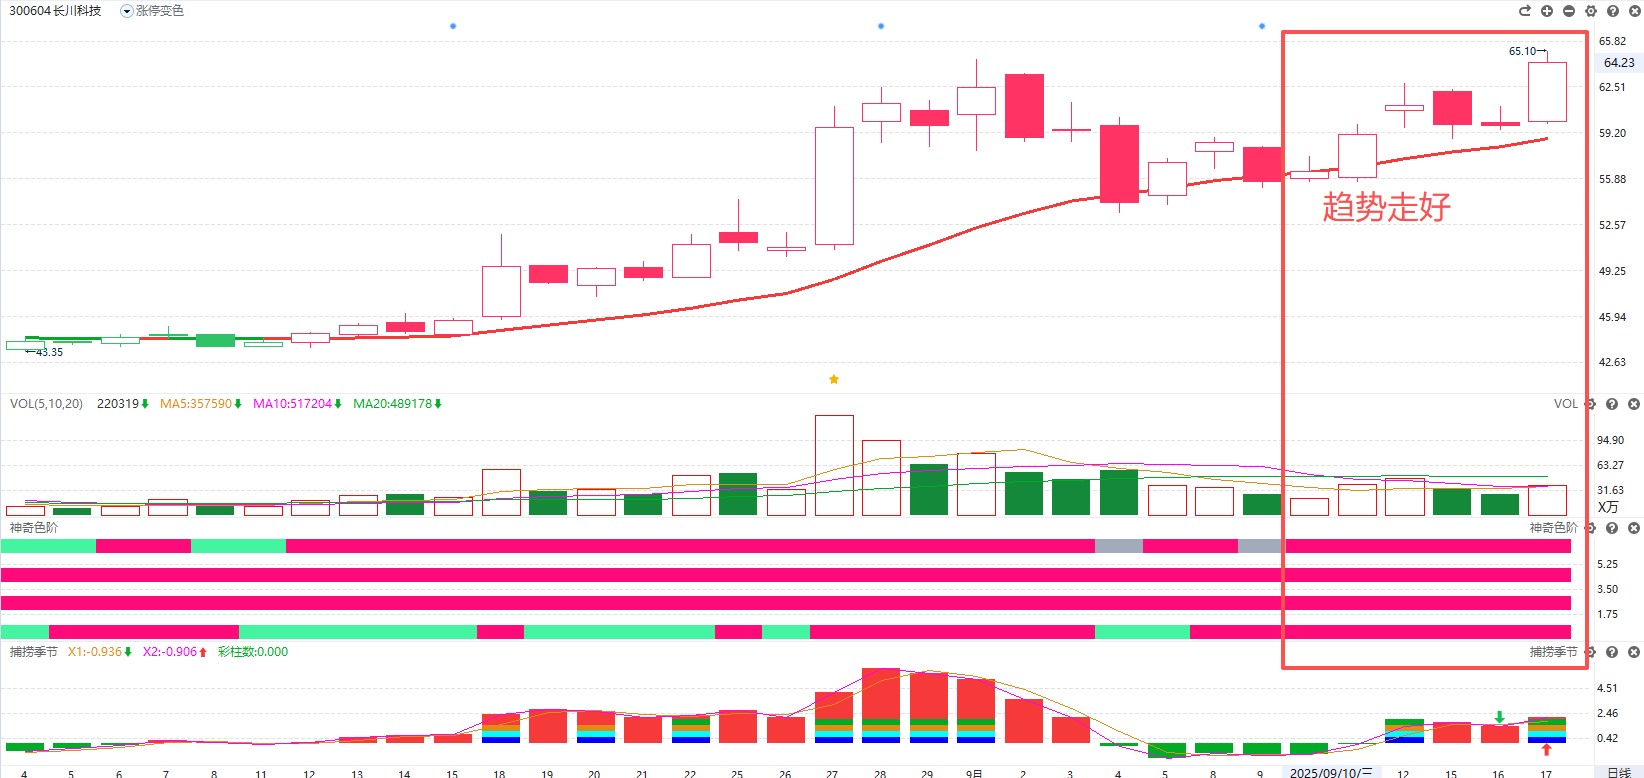 300604 长川科技 涨停变色
65.82
65.10→
64.23
62.51
59.20
55.88
趋势走好
52.57
49.25
45.94
←43.35
42.63
VOL(5,10,20) 220319 MA5:357590 MA10:517204 MA20:489178 VOL
94.90
63.27
31.63
X万
神奇色阶 神奇色阶
5.25
3.50
1.75
捕捞季节 X1:-0.936 X2:-0.906 彩柱数:0.000 捕捞季节
4.51
2.46
0.42
4 5 6 7 8 11 12 13 14 15 18 19 20 21 22 25 26 27 28 29 9月 2 3 4 5 8 9 2025/09/10/三 12 15 16 17 日线